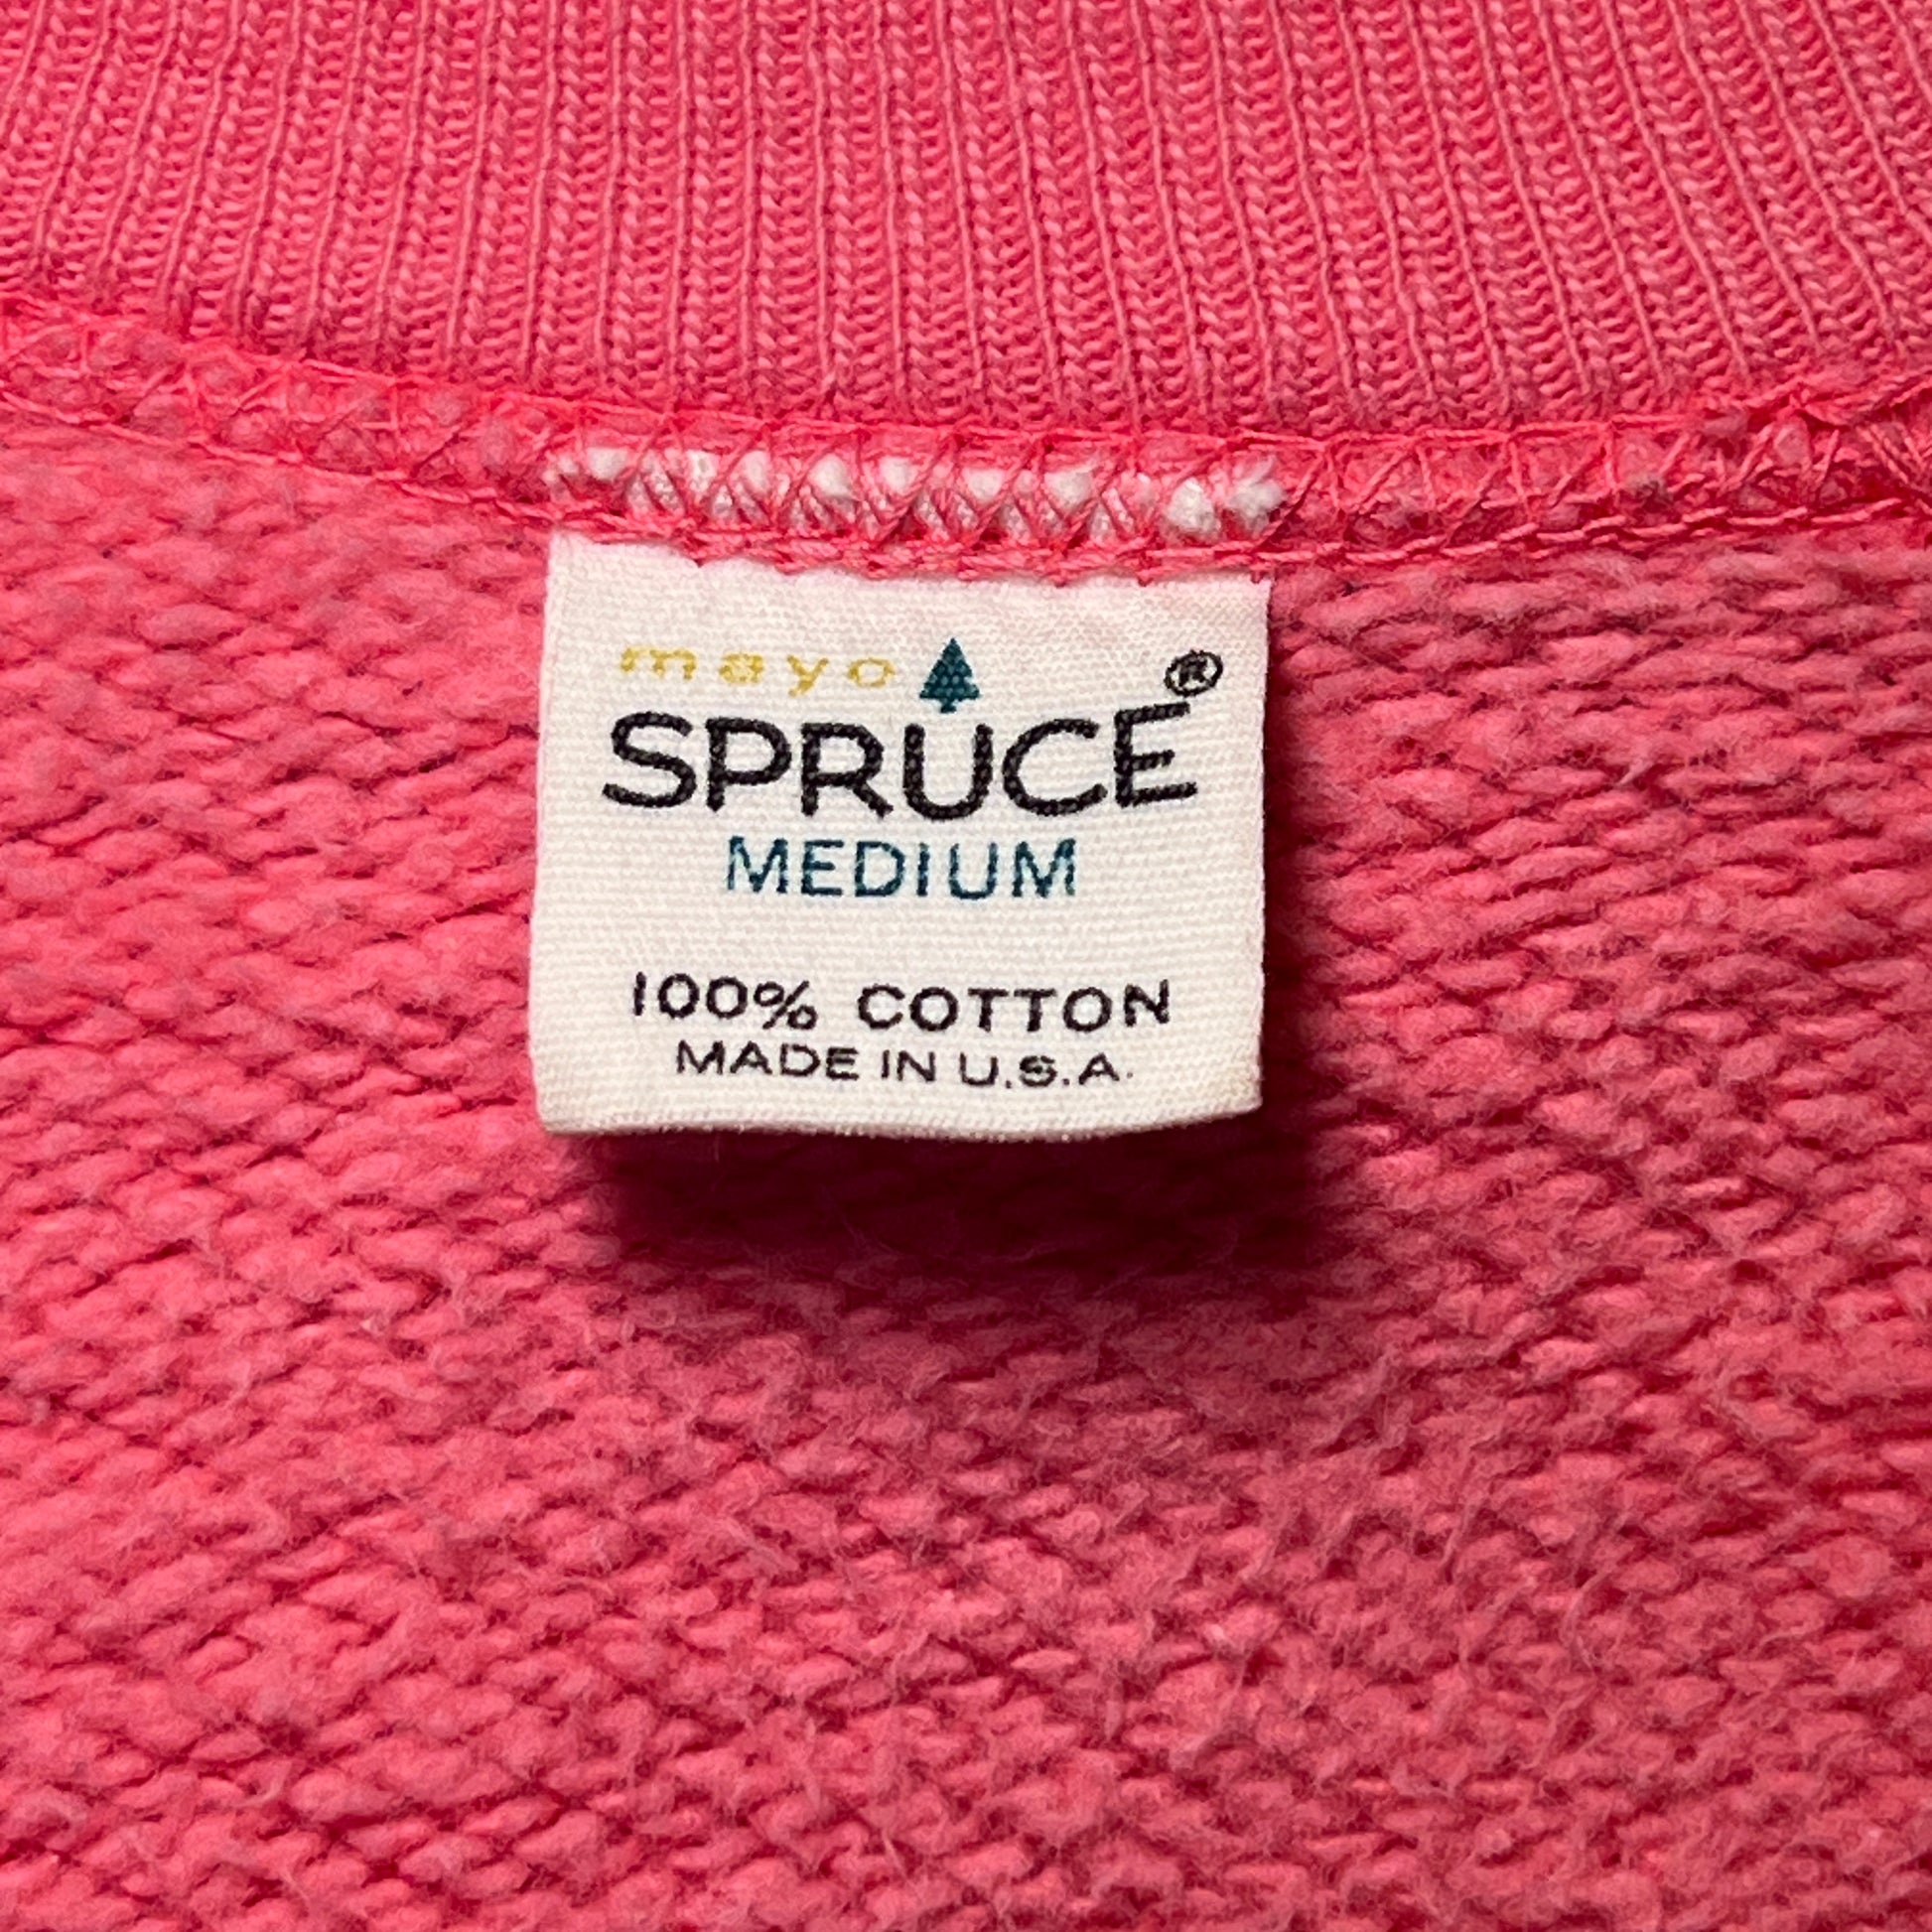 mayo
SPRUCE®
MEDIUM
100% COTTON
MADE IN U.S.A.